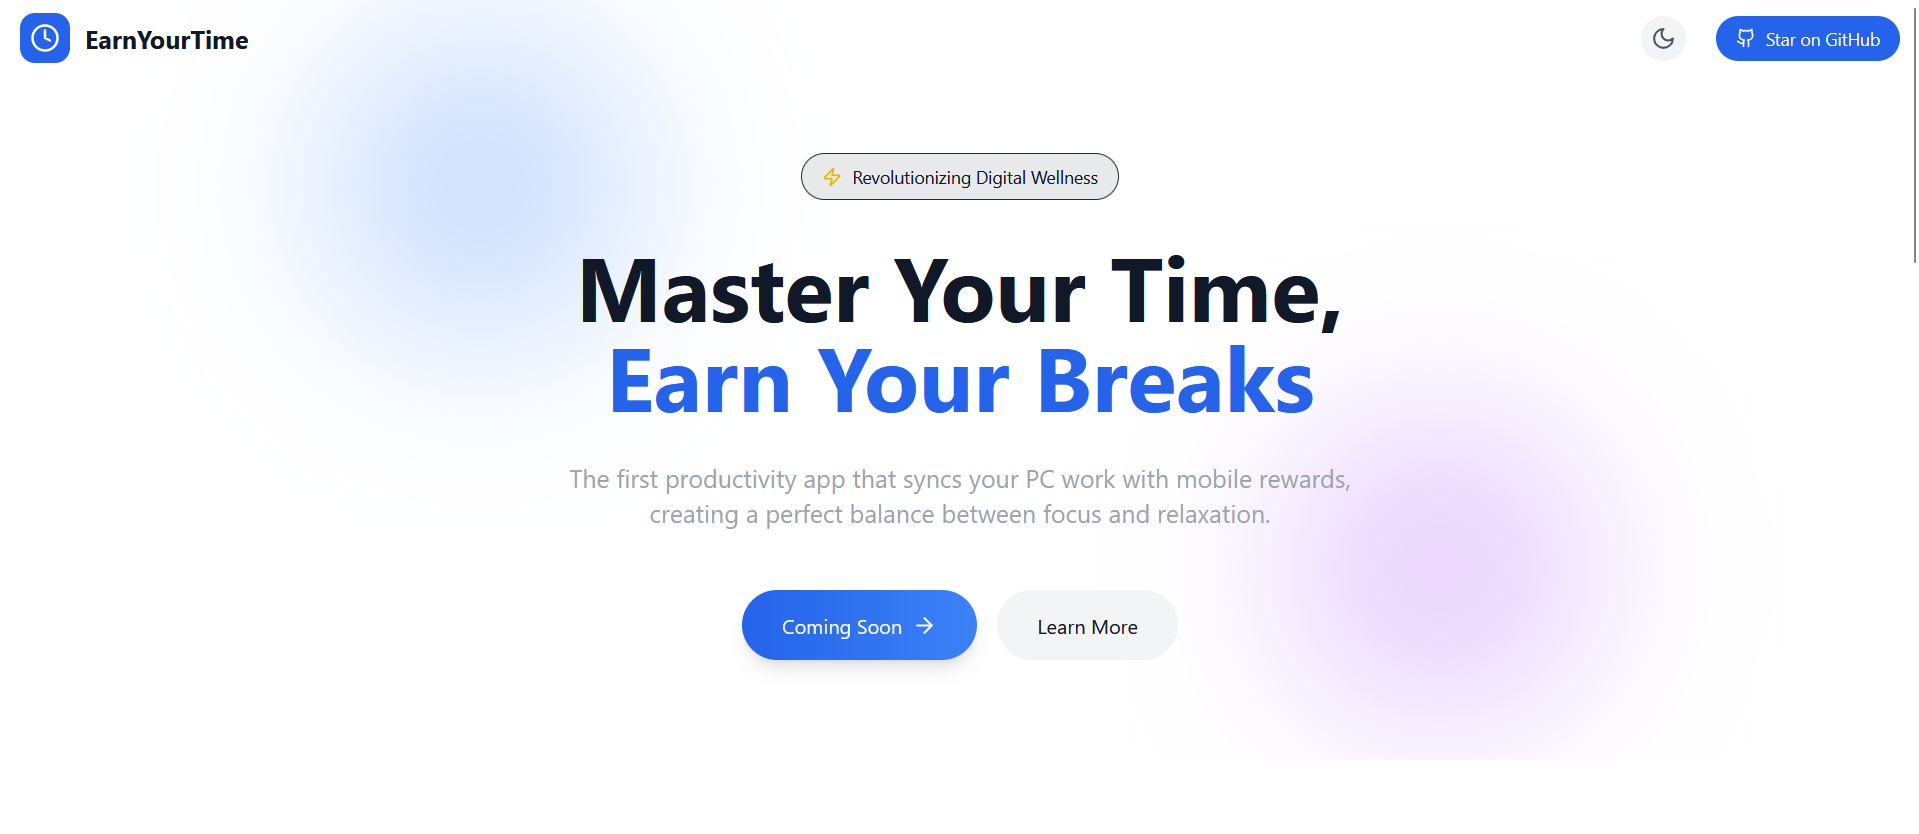 EarnYourTime
Star on GitHub
Revolutionizing Digital Wellness
Master Your Time,
Earn Your Breaks
The first productivity app that syncs your PC work with mobile rewards,
creating a perfect balance between focus and relaxation.
Coming Soon
Learn More